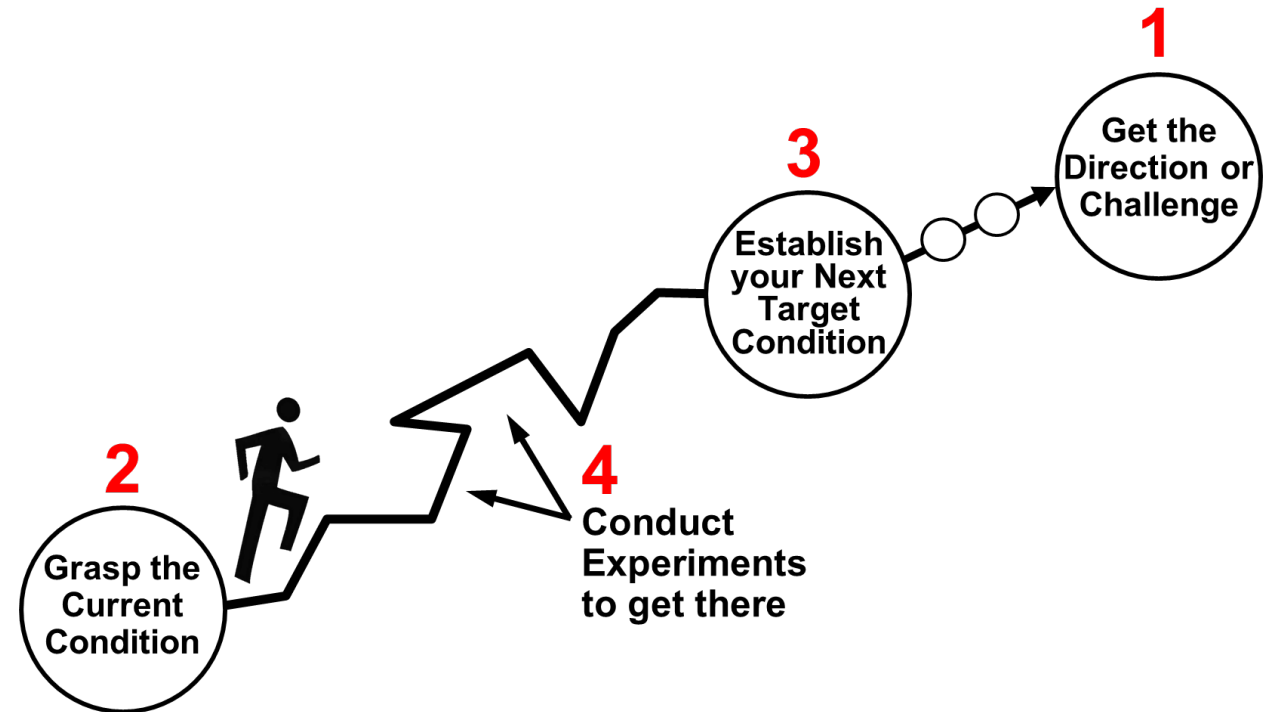 1
Get the
Direction or
Challenge
3
Establish
your Next
Target
Condition
2
Grasp the
Current
Condition
4
Conduct
Experiments
to get there